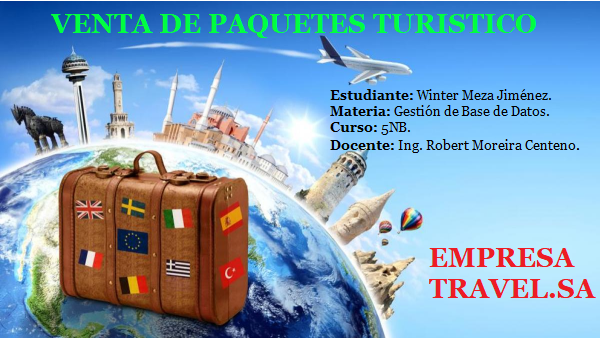 VENTA DE PAQUETES TURISTICO
Estudiante: Winter Meza Jiménez.
Materia: Gestión de Base de Datos.
Curso: 5NB.
Docente: Ing. Robert Moreira Centeno.
EMPRESA
TRAVEL.SA